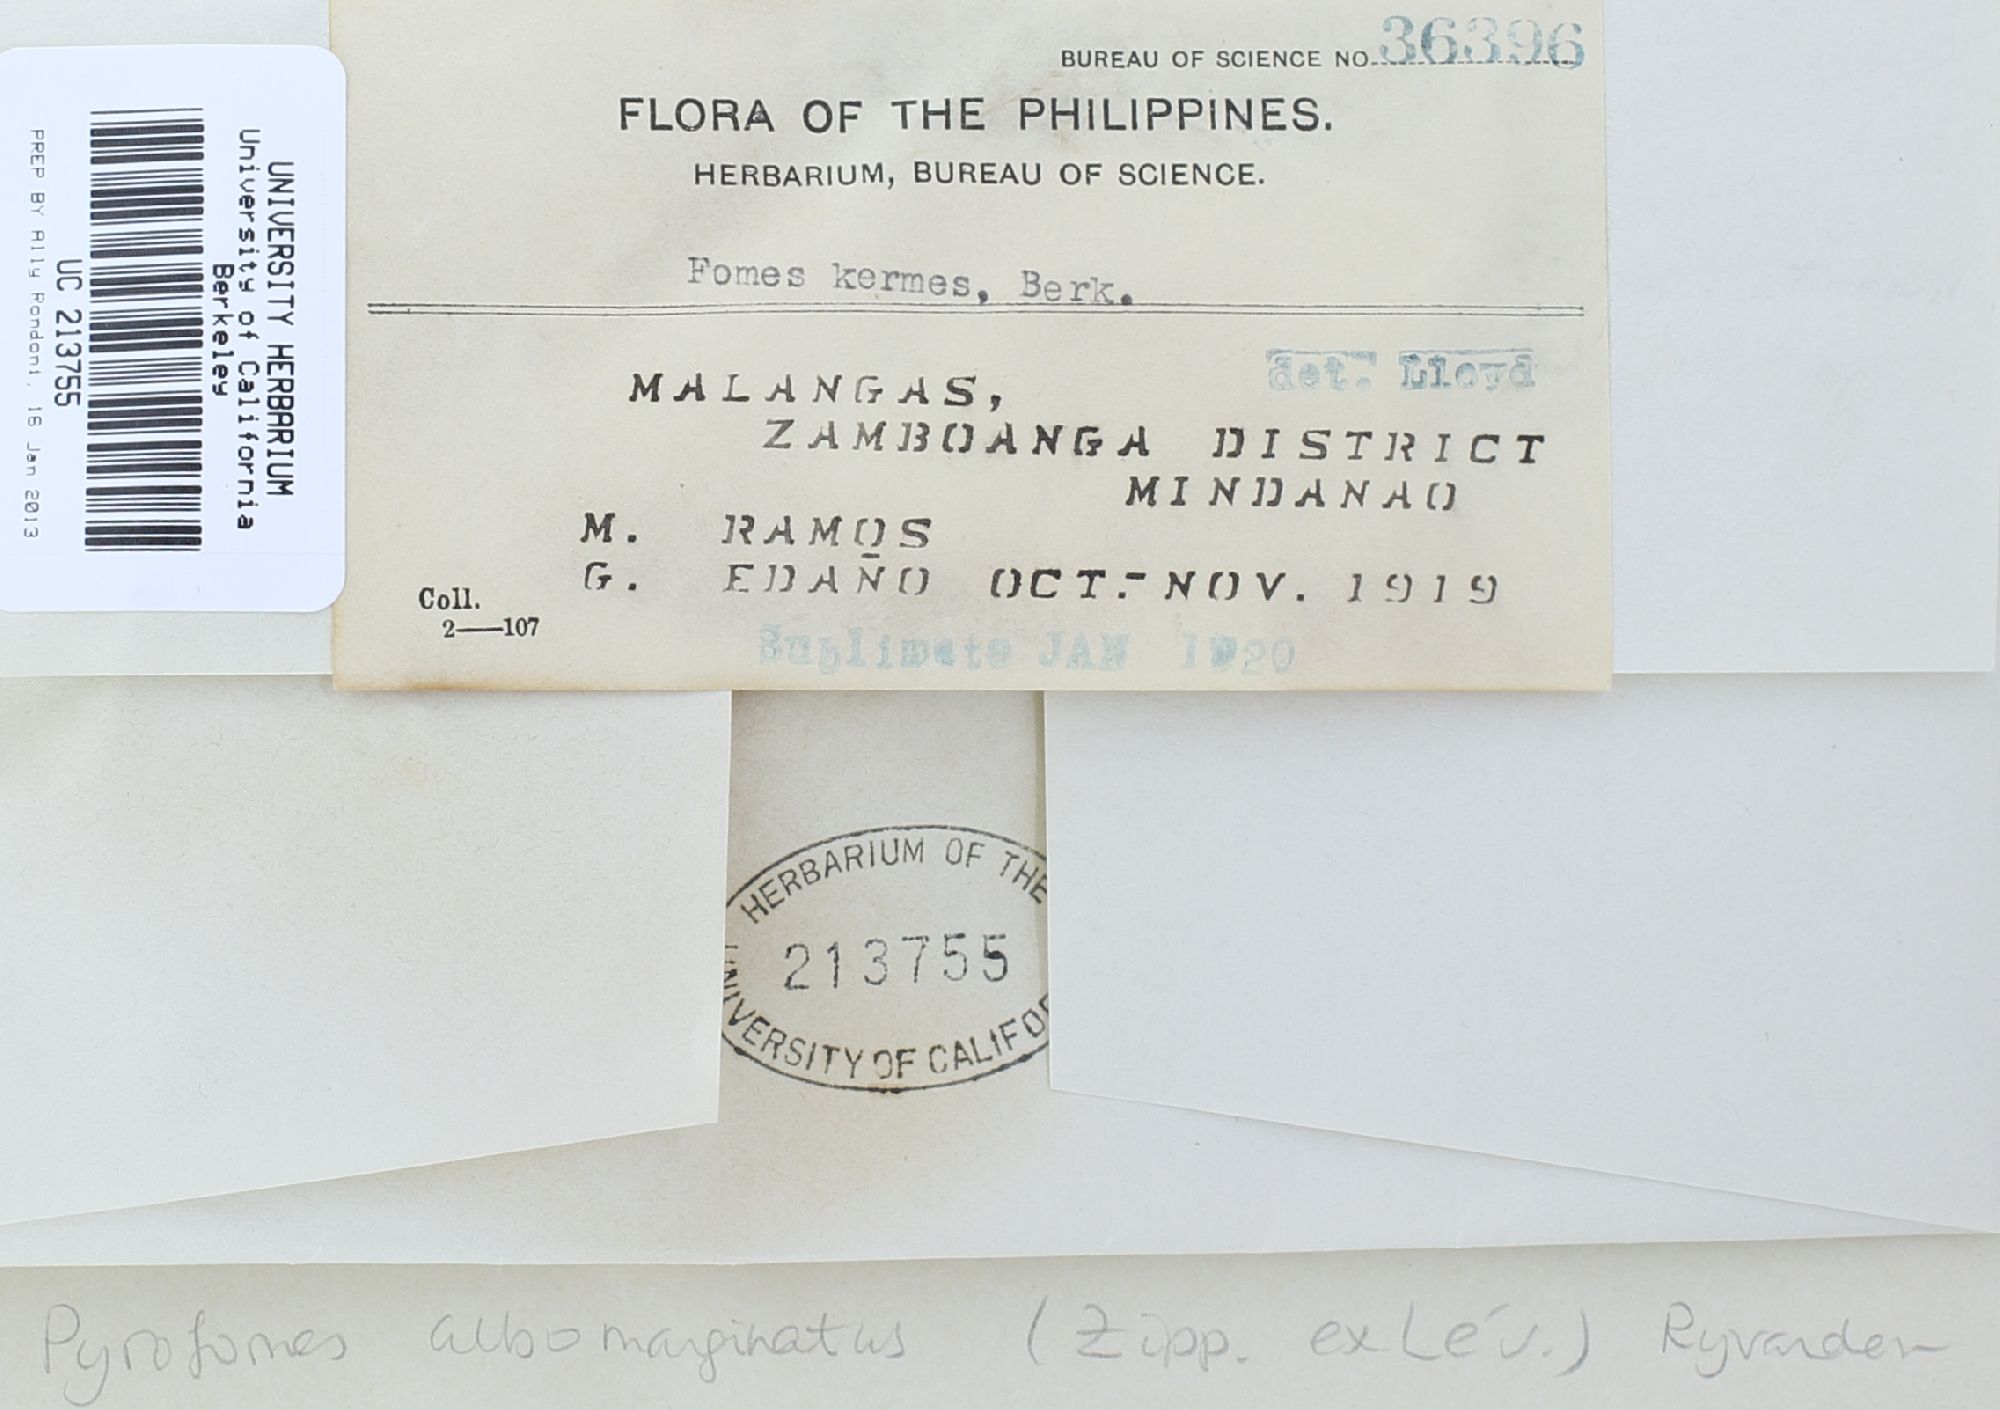 BUREAU OF SCIENCE NO. 36396
FLORA OF THE PHILIPPINES.
HERBARIUM, BUREAU OF SCIENCE.
Fomes kermes, Berk.
det. Lloyd
MALANGAS,
ZAMBOANGA DISTRICT
MINDANAO
M. RAMOS
G. EDAÑO OCT.-NOV. 1919
Coll.
2—107
Suplimate JAN 1920
UNIVERSITY HERBARIUM
University of California
Berkeley
UC 213755
PREP BY Ally Rondoni, 16 Jan 2013
HERBARIUM OF THE
213755
UNIVERSITY OF CALIFO
Pyrofomes albomarginatus (Zipp. ex Lév.) Ryvarden